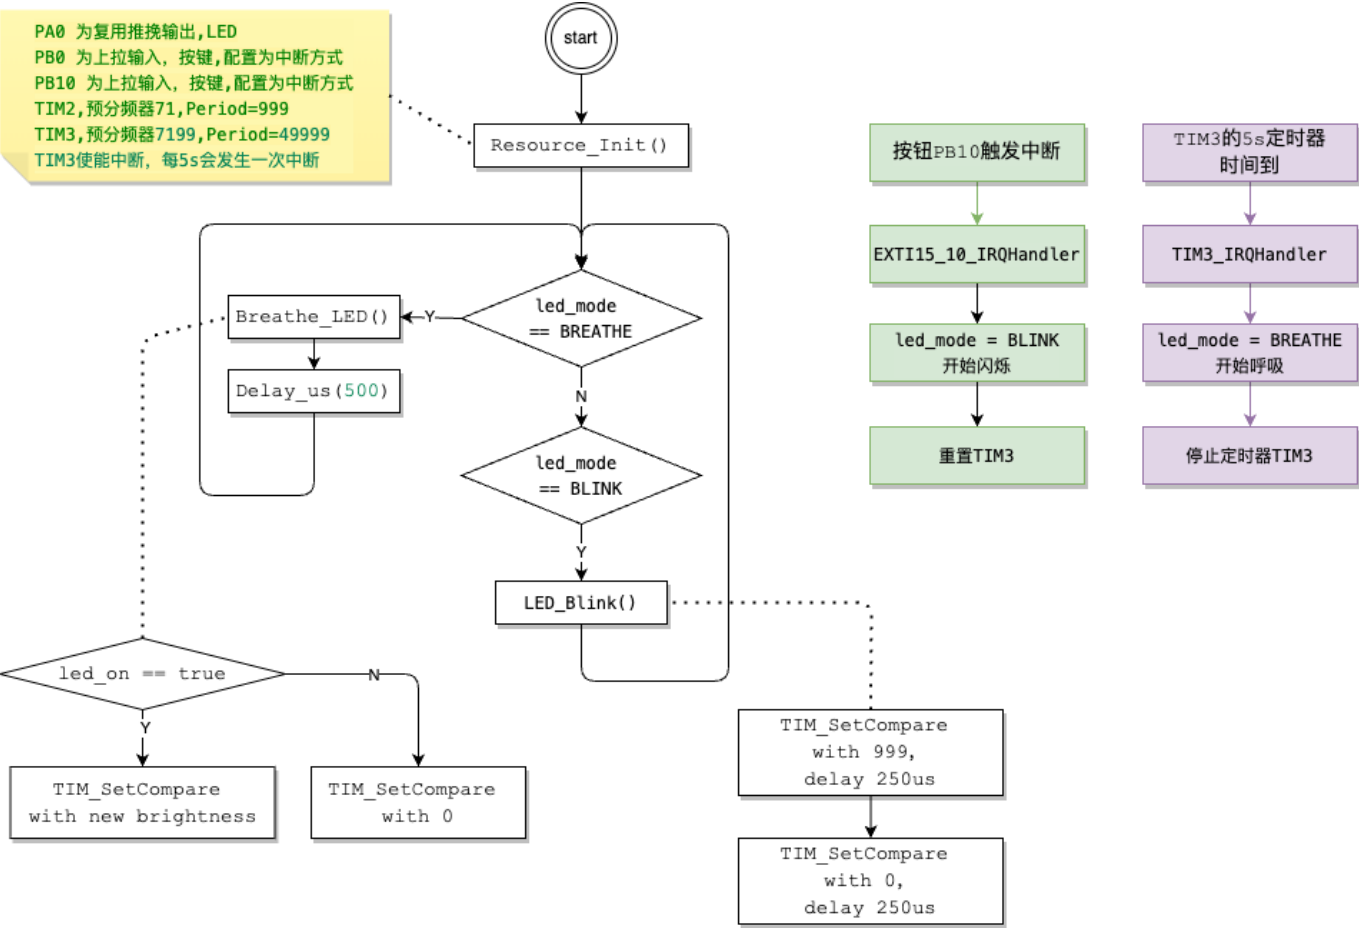 PA0 为复用推挽输出,LED
PB0 为上拉输入，按键,配置为中断方式
PB10 为上拉输入，按键,配置为中断方式
TIM2,预分频器71,Period=999
TIM3,预分频器7199,Period=49999
TIM3使能中断，每5s会发生一次中断
start
Resource_Init()
led_mode
== BREATHE
Y
Breathe_LED()
Delay_us(500)
N
led_mode
== BLINK
Y
LED_Blink()
led_on == true
N
Y
TIM_SetCompare
with new brightness
TIM_SetCompare
with 0
TIM_SetCompare
with 999,
delay 250us
TIM_SetCompare
with 0,
delay 250us
按钮PB10触发中断
EXTI15_10_IRQHandler
led_mode = BLINK
开始闪烁
重置TIM3
TIM3的5s定时器
时间到
TIM3_IRQHandler
led_mode = BREATHE
开始呼吸
停止定时器TIM3